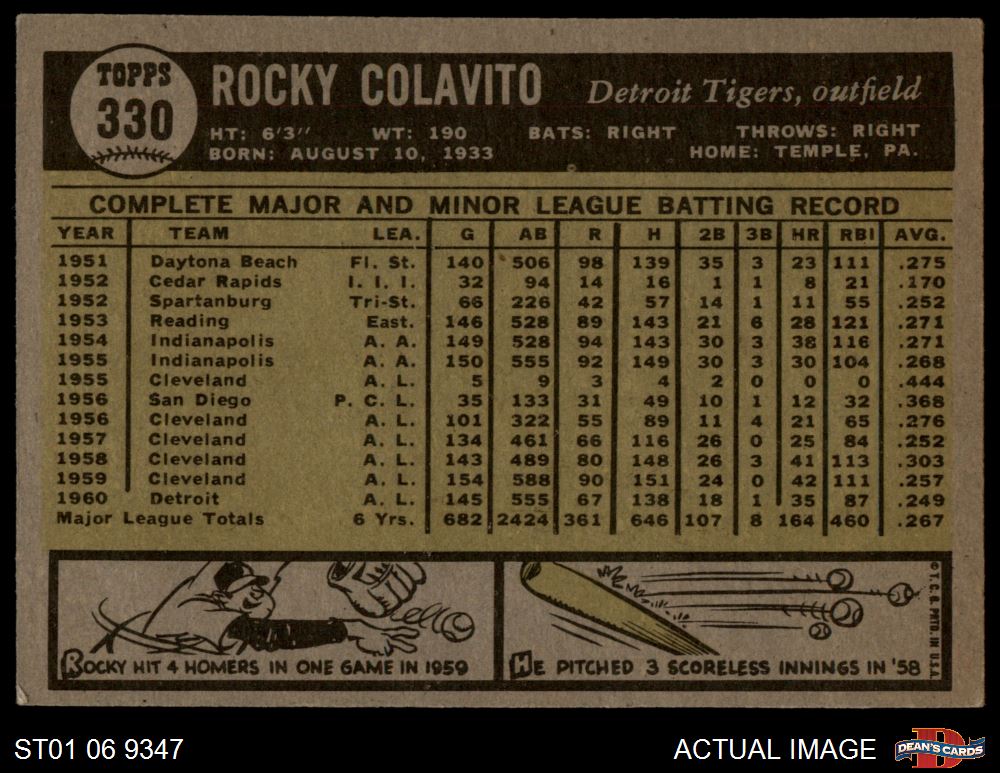 TOPPS
330
ROCKY COLAVITO Detroit Tigers, outfield
HT: 6'3" WT: 190 BATS: RIGHT THROWS: RIGHT
BORN: AUGUST 10, 1933 HOME: TEMPLE, PA.
COMPLETE MAJOR AND MINOR LEAGUE BATTING RECORD
YEAR TEAM LEA. G AB R H 2B 3B HR RBI AVG.
1951 Daytona Beach Fl. St. 140 506 98 139 35 3 23 111 .275
1952 Cedar Rapids I. I. I. 32 94 14 16 1 1 8 21 .170
1952 Spartanburg Tri-St. 66 226 42 57 14 1 11 55 .252
1953 Reading East. 146 528 89 143 21 6 28 121 .271
1954 Indianapolis A. A. 149 528 94 143 30 3 38 116 .271
1955 Indianapolis A. A. 150 555 92 149 30 3 30 104 .268
1955 Cleveland A. L. 5 9 3 4 2 0 0 0 .444
1956 San Diego P. C. L. 35 133 31 49 10 1 12 32 .368
1956 Cleveland A. L. 101 322 55 89 11 4 21 65 .276
1957 Cleveland A. L. 134 461 66 116 26 0 25 84 .252
1958 Cleveland A. L. 143 489 80 148 26 3 41 113 .303
1959 Cleveland A. L. 154 588 90 151 24 0 42 111 .257
1960 Detroit A. L. 145 555 67 138 18 1 35 87 .249
Major League Totals 6 Yrs. 682 2424 361 646 107 8 164 460 .267
ROCKY HIT 4 HOMERS IN ONE GAME IN 1959
HE PITCHED 3 SCORELESS INNINGS IN '58
© T. C. G. PRTD. IN U.S.A.
ST01 06 9347 ACTUAL IMAGE
D
DEAN'S CARDS